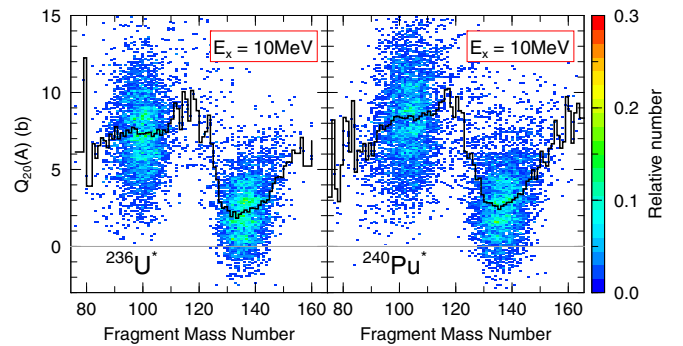 15
10
5
0
Q20(A) (b)
Ex = 10MeV
236U*
80 100 120 140 160
Fragment Mass Number
Ex = 10MeV
240Pu*
80 100 120 140 160
Fragment Mass Number
0.3
0.2
0.1
0.0
Relative number